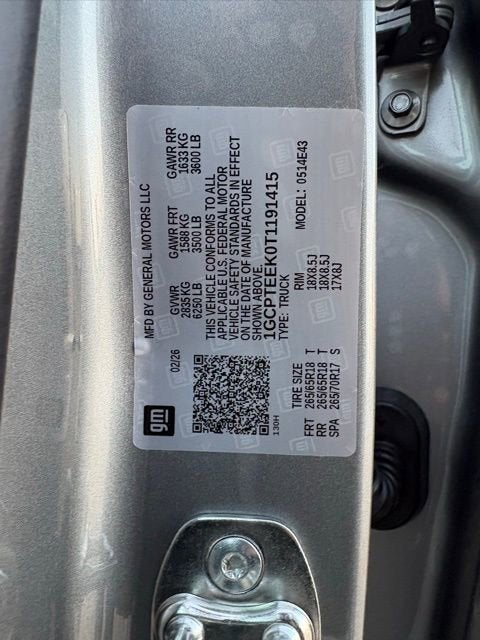 MFD BY GENERAL MOTORS LLC
02/26
GVWR GAWR FRT GAWR RR
2835 KG 1588 KG 1633 KG
6250 LB 3500 LB 3600 LB
THIS VEHICLE CONFORMS TO ALL
APPLICABLE U.S. FEDERAL MOTOR
VEHICLE SAFETY STANDARDS IN EFFECT
ON THE DATE OF MANUFACTURE
SHOWN ABOVE.
1GCPTEEK0T1191415
TYPE: TRUCK MODEL: 0514E43
gm
130H
TIRE SIZE RIM
FRT 265/65R18 T 18X8.5J
RR 265/65R18 T 18X8.5J
SPA 265/70R17 S 17X8J